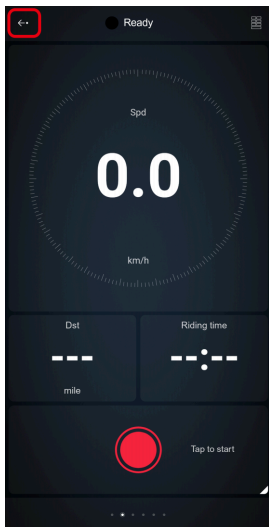 Ready
Spd
0.0
km/h
Dst
Riding time
---
--:--
mile
Tap to start